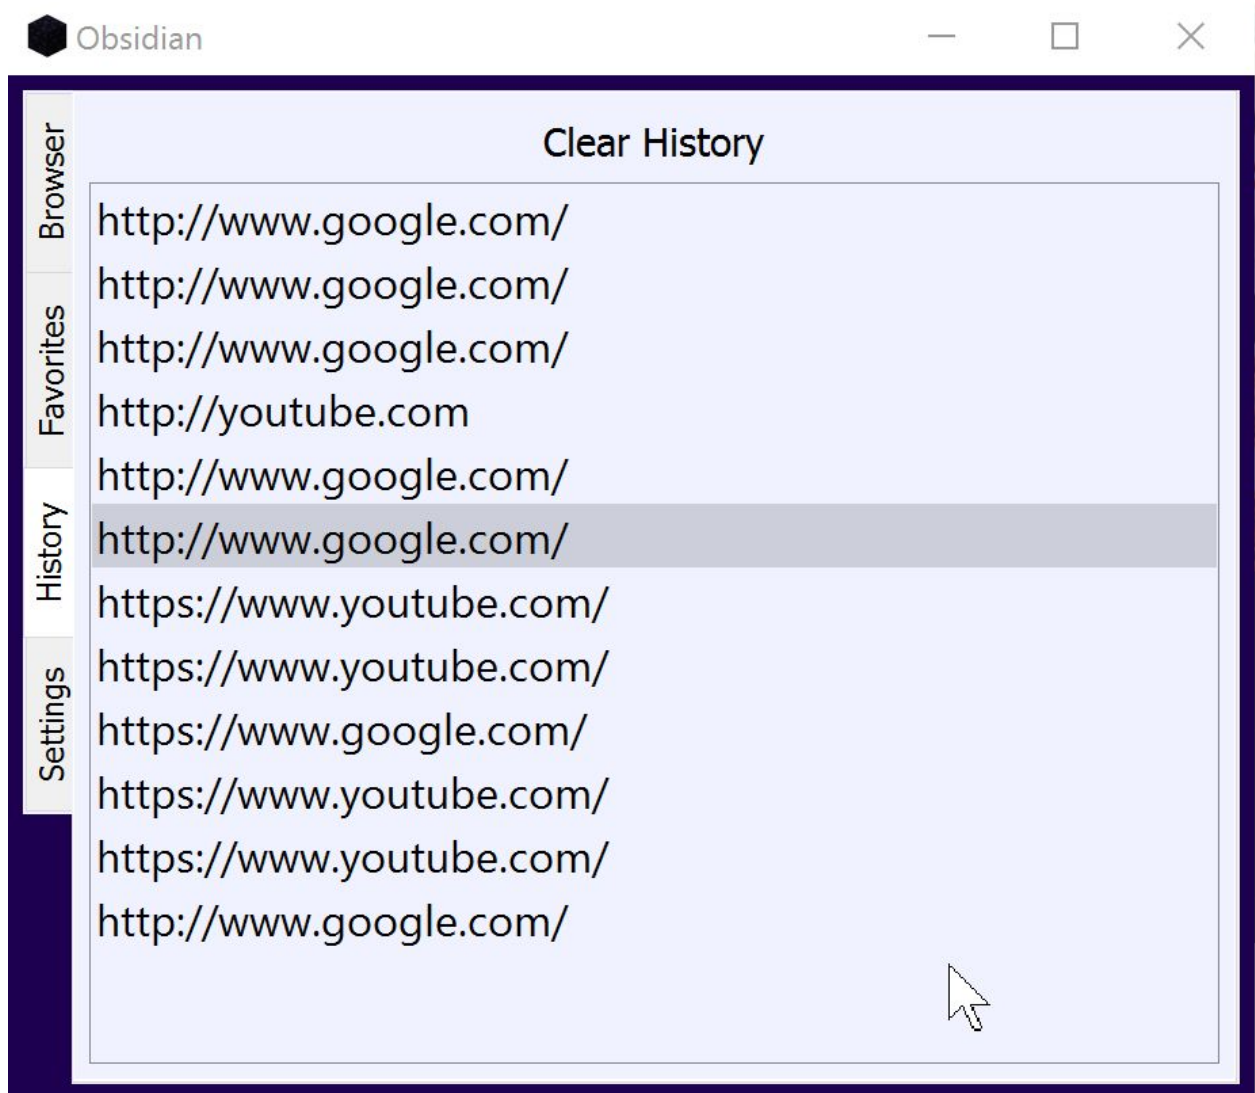 Obsidian
Browser
Favorites
History
Settings
Clear History
http://www.google.com/
http://www.google.com/
http://www.google.com/
http://youtube.com
http://www.google.com/
http://www.google.com/
https://www.youtube.com/
https://www.youtube.com/
https://www.google.com/
https://www.youtube.com/
https://www.youtube.com/
http://www.google.com/